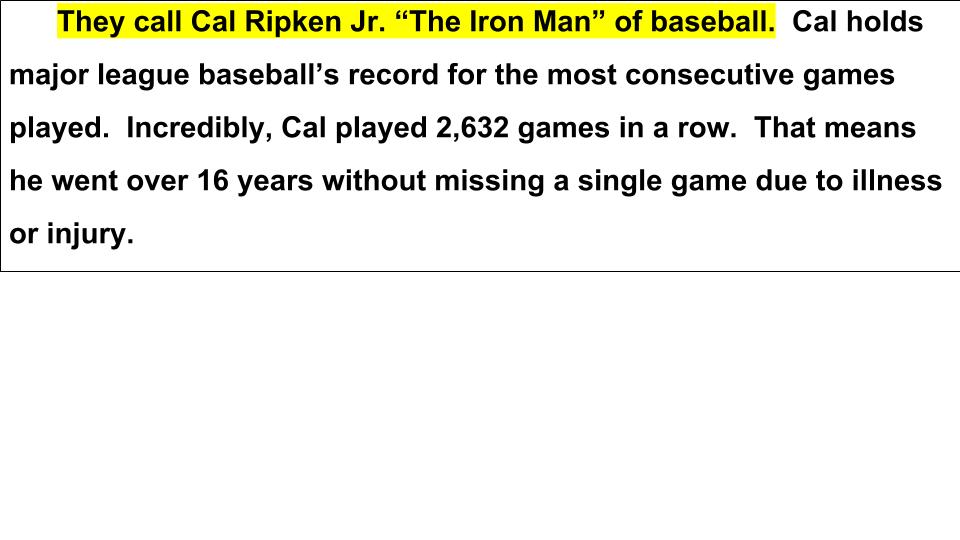 They call Cal Ripken Jr. “The Iron Man” of baseball.  Cal holds
major league baseball’s record for the most consecutive games
played.  Incredibly, Cal played 2,632 games in a row.  That means
he went over 16 years without missing a single game due to illness
or injury.